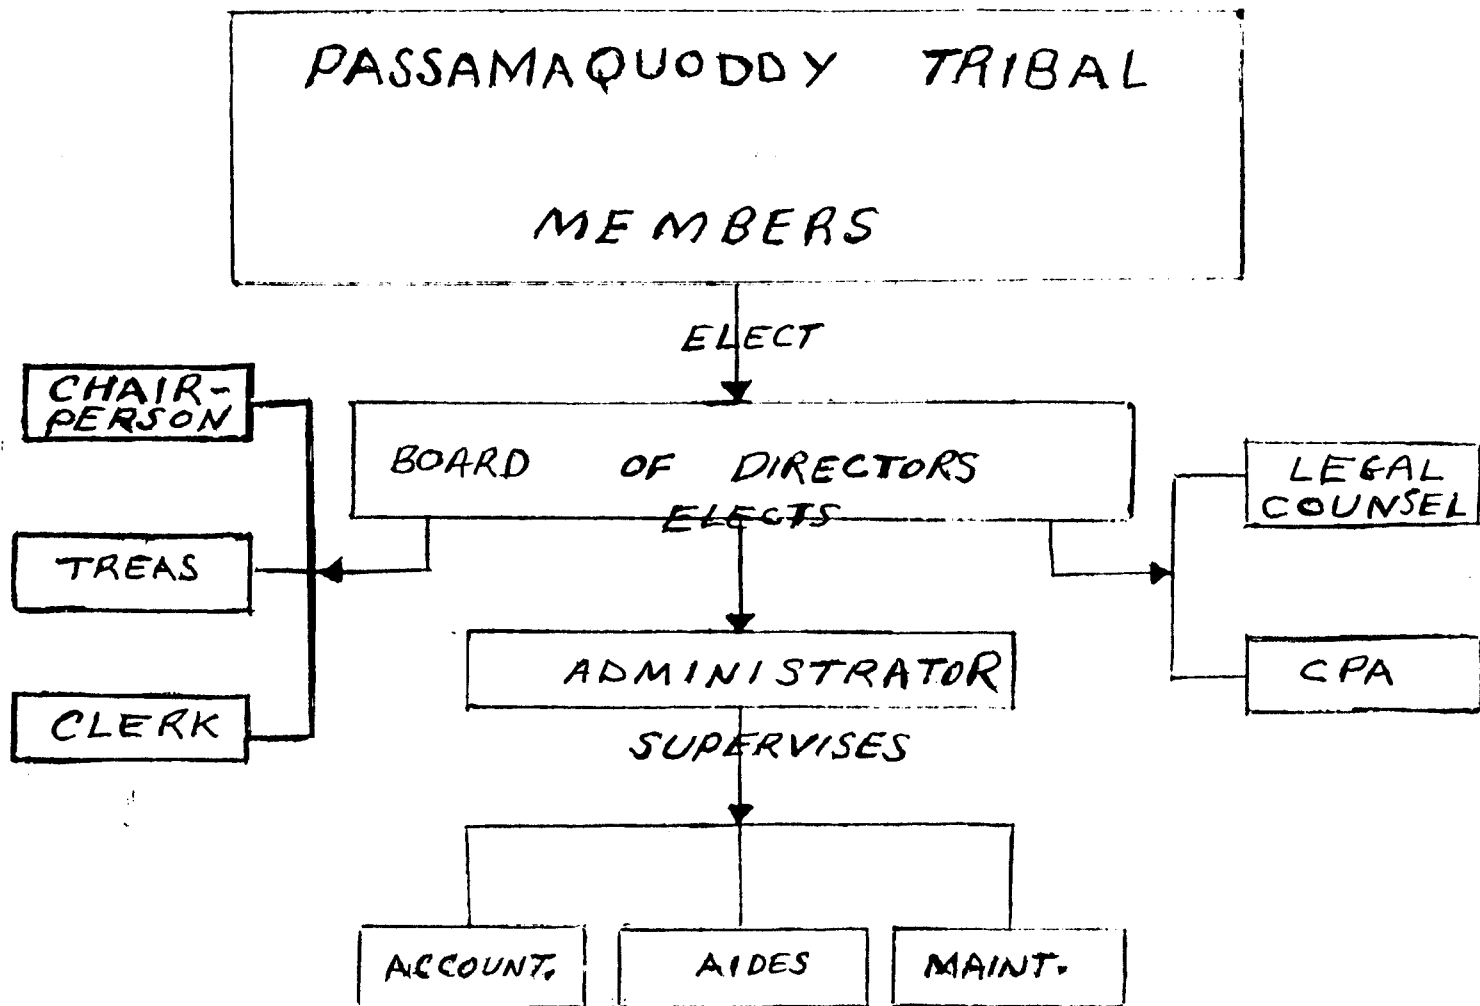 PASSAMAQUODDY TRIBAL
MEMBERS
ELECT
CHAIR-
PERSON
BOARD OF DIRECTORS
ELECTS
LEGAL
COUNSEL
TREAS
ADMINISTRATOR
CPA
CLERK
SUPERVISES
ACCOUNT.
AIDES
MAINT.